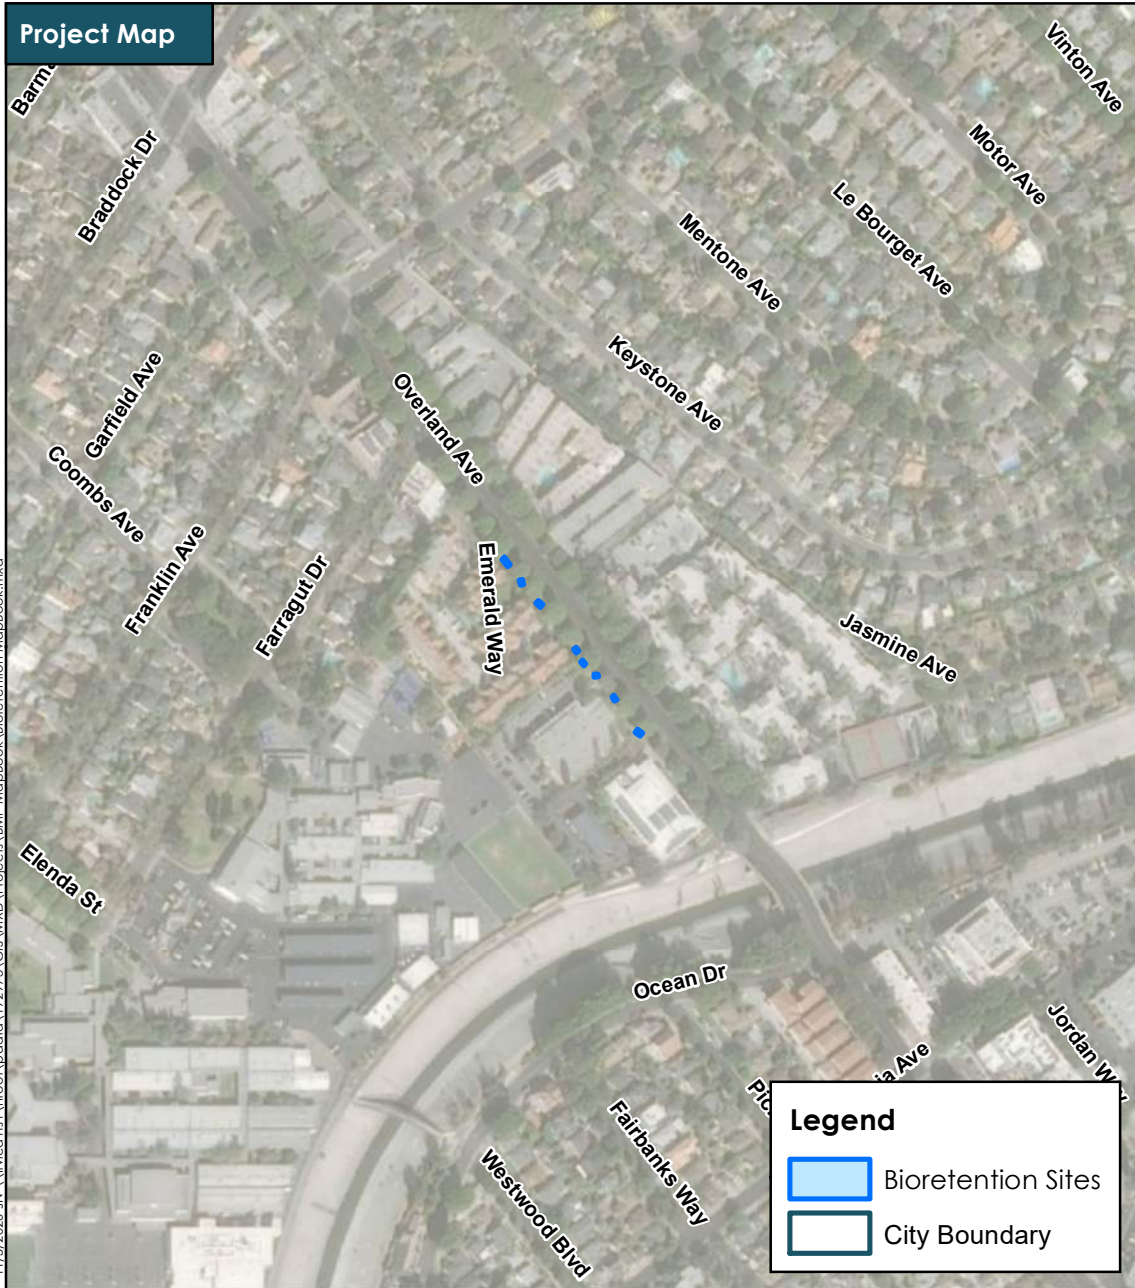 Project Map
Vinton Ave
Motor Ave
Braddock Dr
Le Bourget Ave
Mentone Ave
Keystone Ave
Garfield Ave
Overland Ave
Coombs Ave
Franklin Ave
Farragut Dr
Emerald Way
Jasmine Ave
Elenda St
Ocean Dr
Jordan
Ave
Fairbanks Way
Westwood Blvd
Legend
Bioretention Sites
City Boundary